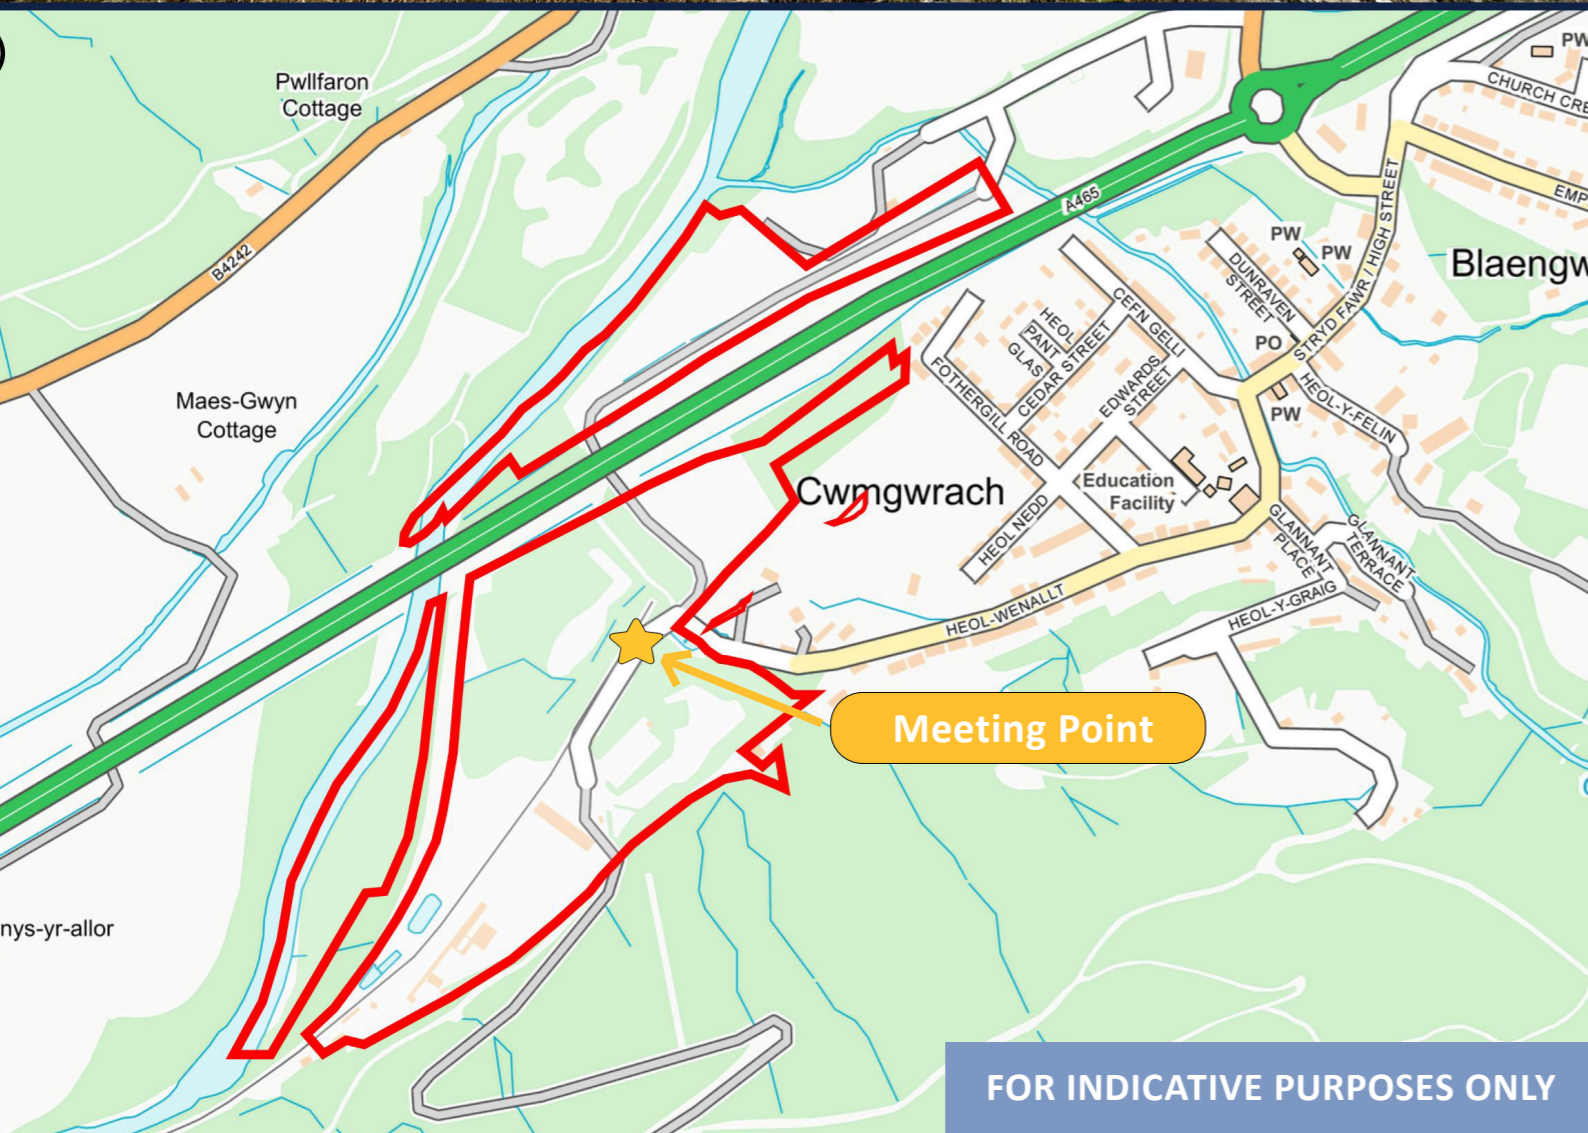 Pwllfaron
Cottage
B4242
Maes-Gwyn
Cottage
A465
PW
CHURCH CRE
EMP
STRYD FAWR / HIGH STREET
Blaengw
PW
PW
DUNRAVEN
STREET
CEFN GELLI
HEOL
PANT
GLAS
CEDAR STREET
EDWARDS
STREET
FOTHERGILL ROAD
PO
PW
HEOL-Y-FELIN
Cwmgwrach
Education
Facility
HEOL NEDD
GLANNANT
PLACE
GLANNANT
TERRACE
HEOL-Y-GRAIG
HEOL-WENALLT
Meeting Point
nys-yr-allor
FOR INDICATIVE PURPOSES ONLY